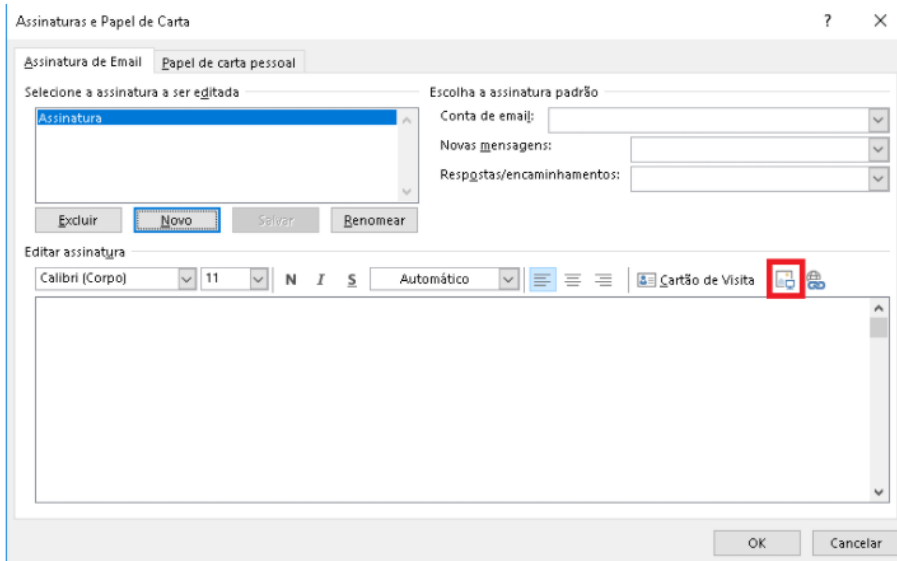 Assinaturas e Papel de Carta ?
Assinatura de Email Papel de carta pessoal
Selecione a assinatura a ser editada
Assinatura
Excluir Novo Salvar Renomear
Escolha a assinatura padrão
Conta de email:
Novas mensagens:
Respostas/encaminhamentos:
Editar assinatura
Calibri (Corpo) 11 N I S Automático Cartão de Visita
OK Cancelar